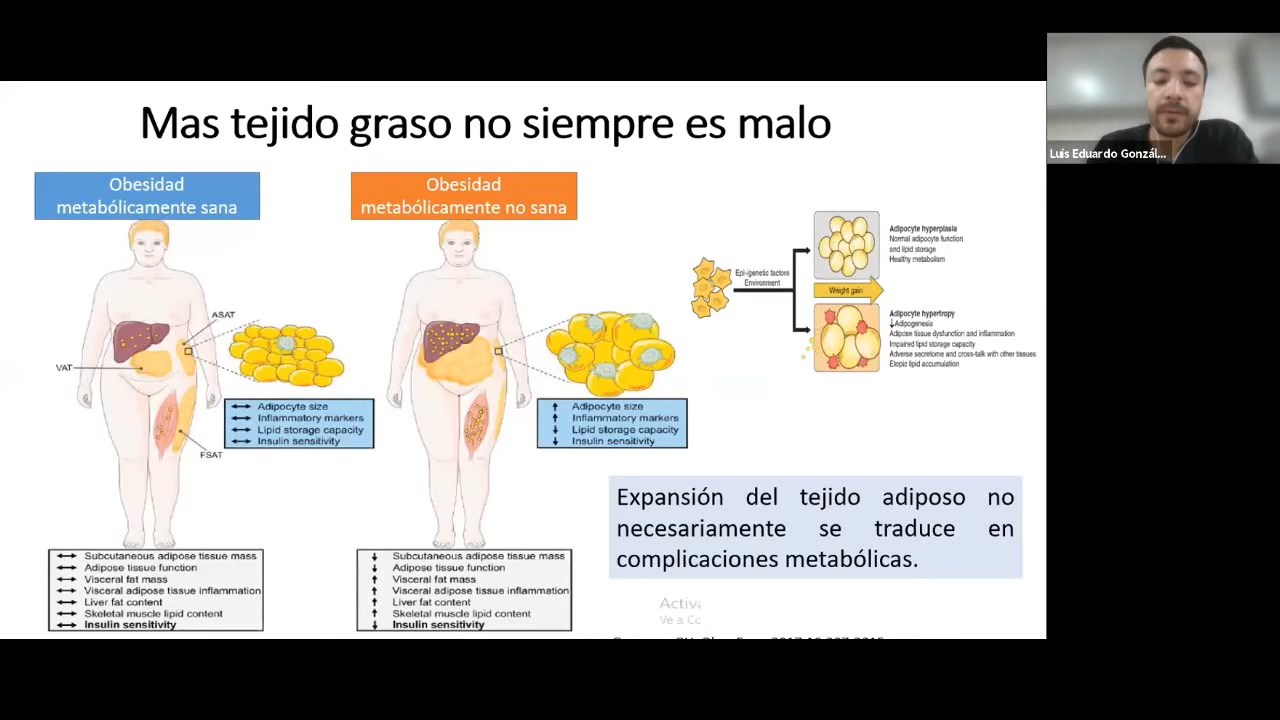 Mas tejido graso no siempre es malo
Obesidad
metabólicamente sana
Obesidad
metabólicamente no sana
ASAT
VAT
FSAT
Adipocyte size
Inflammatory markers
Lipid storage capacity
Insulin sensitivity
Adipocyte size
Inflammatory markers
Lipid storage capacity
Insulin sensitivity
Subcutaneous adipose tissue mass
Adipose tissue function
Visceral fat mass
Visceral adipose tissue inflammation
Liver fat content
Skeletal muscle lipid content
Insulin sensitivity
Subcutaneous adipose tissue mass
Adipose tissue function
Visceral fat mass
Visceral adipose tissue inflammation
Liver fat content
Skeletal muscle lipid content
Insulin sensitivity
Epi-/genetic factors
Environment
Adipocyte hyperplasia
Normal adipocyte function
and lipid storage
Healthy metabolism
Weight gain
Adipocyte hypertropy
↓Adipogenesis
Adipose tissue dysfunction and inflammation
Impaired lipid storage capacity
Adverse secretome and cross-talk with other tissues
Etopic lipid accumulation
Expansión del tejido adiposo no
necesariamente se traduce en
complicaciones metabólicas.
Activa
Ve a Co
Luis Eduardo Gonzál...